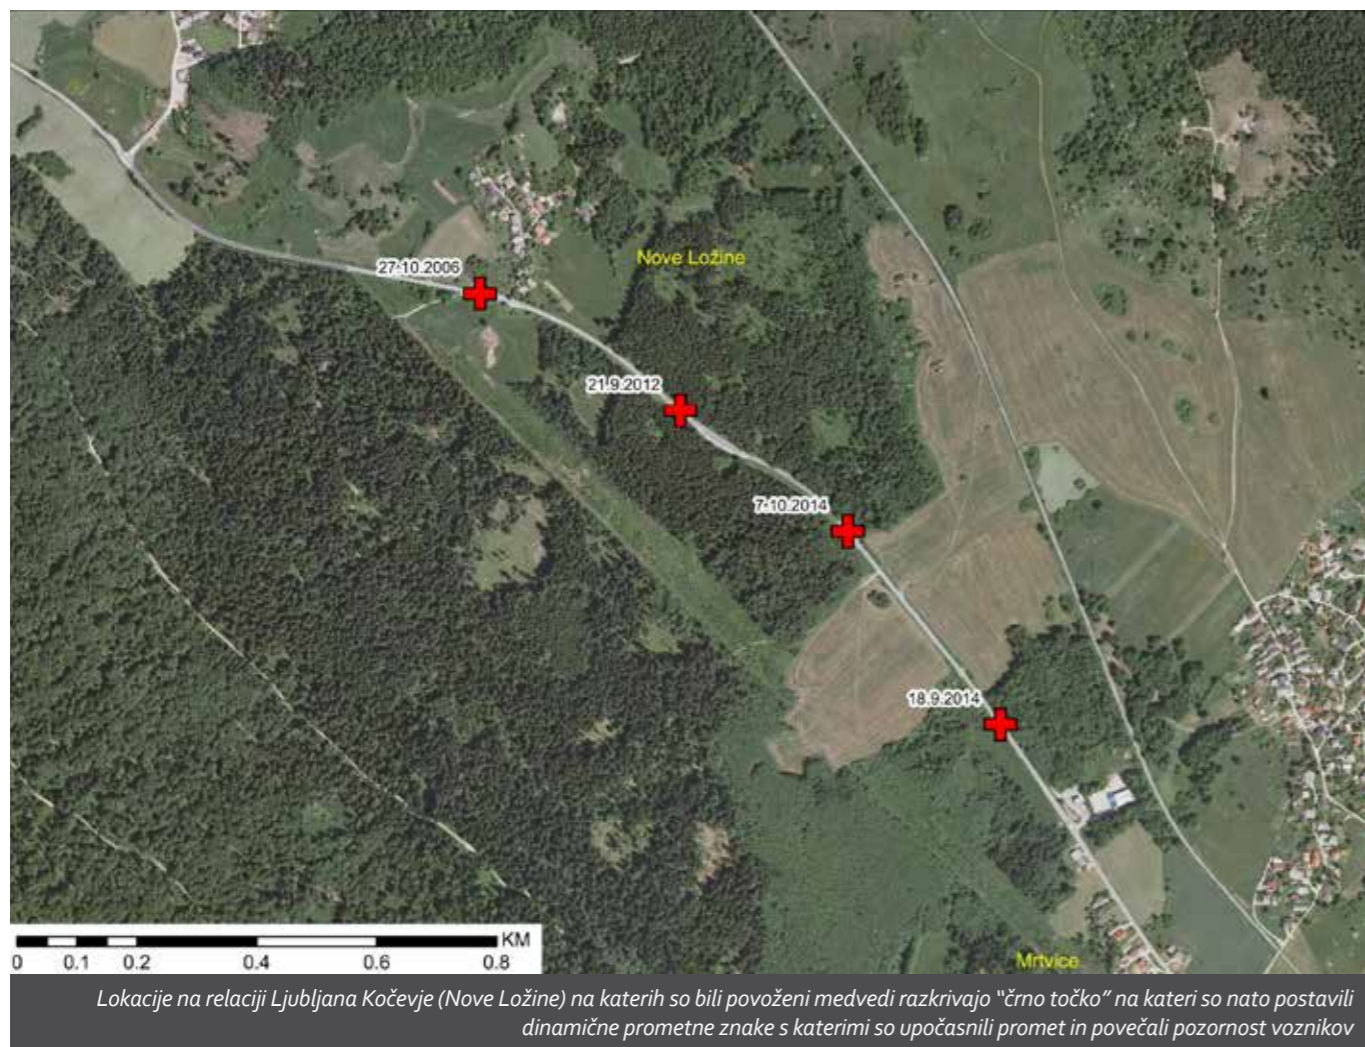 Nove Ložine
27.10.2006
21.9.2012
7.10.2014
18.9.2014
KM
0 0.1 0.2 0.4 0.6 0.8
Mrtvice
Lokacije na relaciji Ljubljana Kočevje (Nove Ložine) na katerih so bili povoženi medvedi razkrivajo "črno točko" na kateri so nato postavili
dinamične prometne znake s katerimi so upočasnili promet in povečali pozornost voznikov